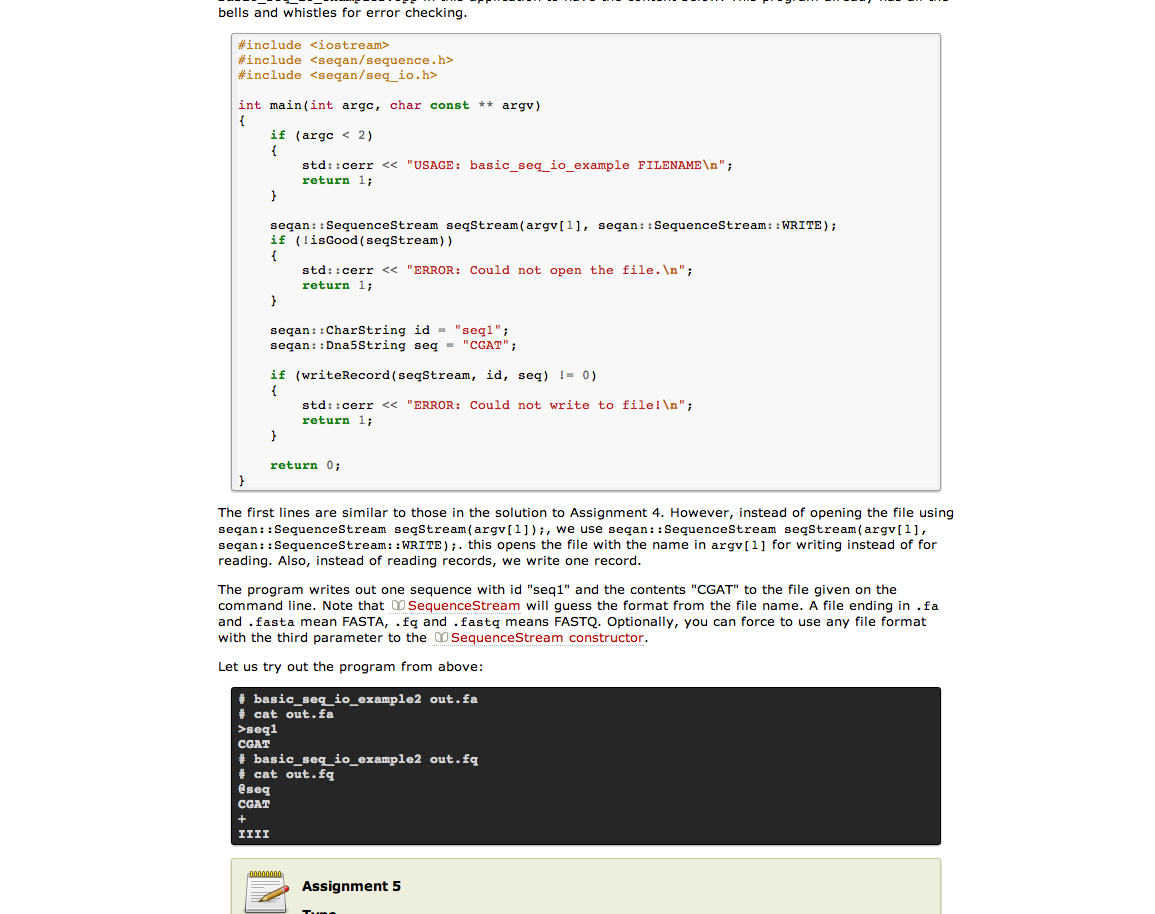 bells and whistles for error checking.
#include <iostream>
#include <seqan/sequence.h>
#include <seqan/seq_io.h>
int main(int argc, char const ** argv)
{
    if (argc < 2)
    {
        std::cerr << "USAGE: basic_seq_io_example FILENAME\n";
        return 1;
    }
    seqan::SequenceStream seqStream(argv[1], seqan::SequenceStream::WRITE);
    if (!isGood(seqStream))
    {
        std::cerr << "ERROR: Could not open the file.\n";
        return 1;
    }
    seqan::CharString id = "seq1";
    seqan::Dna5String seq = "CGAT";
    if (writeRecord(seqStream, id, seq) != 0)
    {
        std::cerr << "ERROR: Could not write to file!\n";
        return 1;
    }
    return 0;
}
The first lines are similar to those in the solution to Assignment 4. However, instead of opening the file using
seqan::SequenceStream seqStream(argv[1]);, we use seqan::SequenceStream seqStream(argv[1],
seqan::SequenceStream::WRITE);. this opens the file with the name in argv[1] for writing instead of for
reading. Also, instead of reading records, we write one record.
The program writes out one sequence with id "seq1" and the contents "CGAT" to the file given on the
command line. Note that SequenceStream will guess the format from the file name. A file ending in .fa
and .fasta mean FASTA, .fq and .fastq means FASTQ. Optionally, you can force to use any file format
with the third parameter to the SequenceStream constructor.
Let us try out the program from above:
# basic_seq_io_example2 out.fa
# cat out.fa
>seq1
CGAT
# basic_seq_io_example2 out.fq
# cat out.fq
@seq
CGAT
+
IIII
Assignment 5